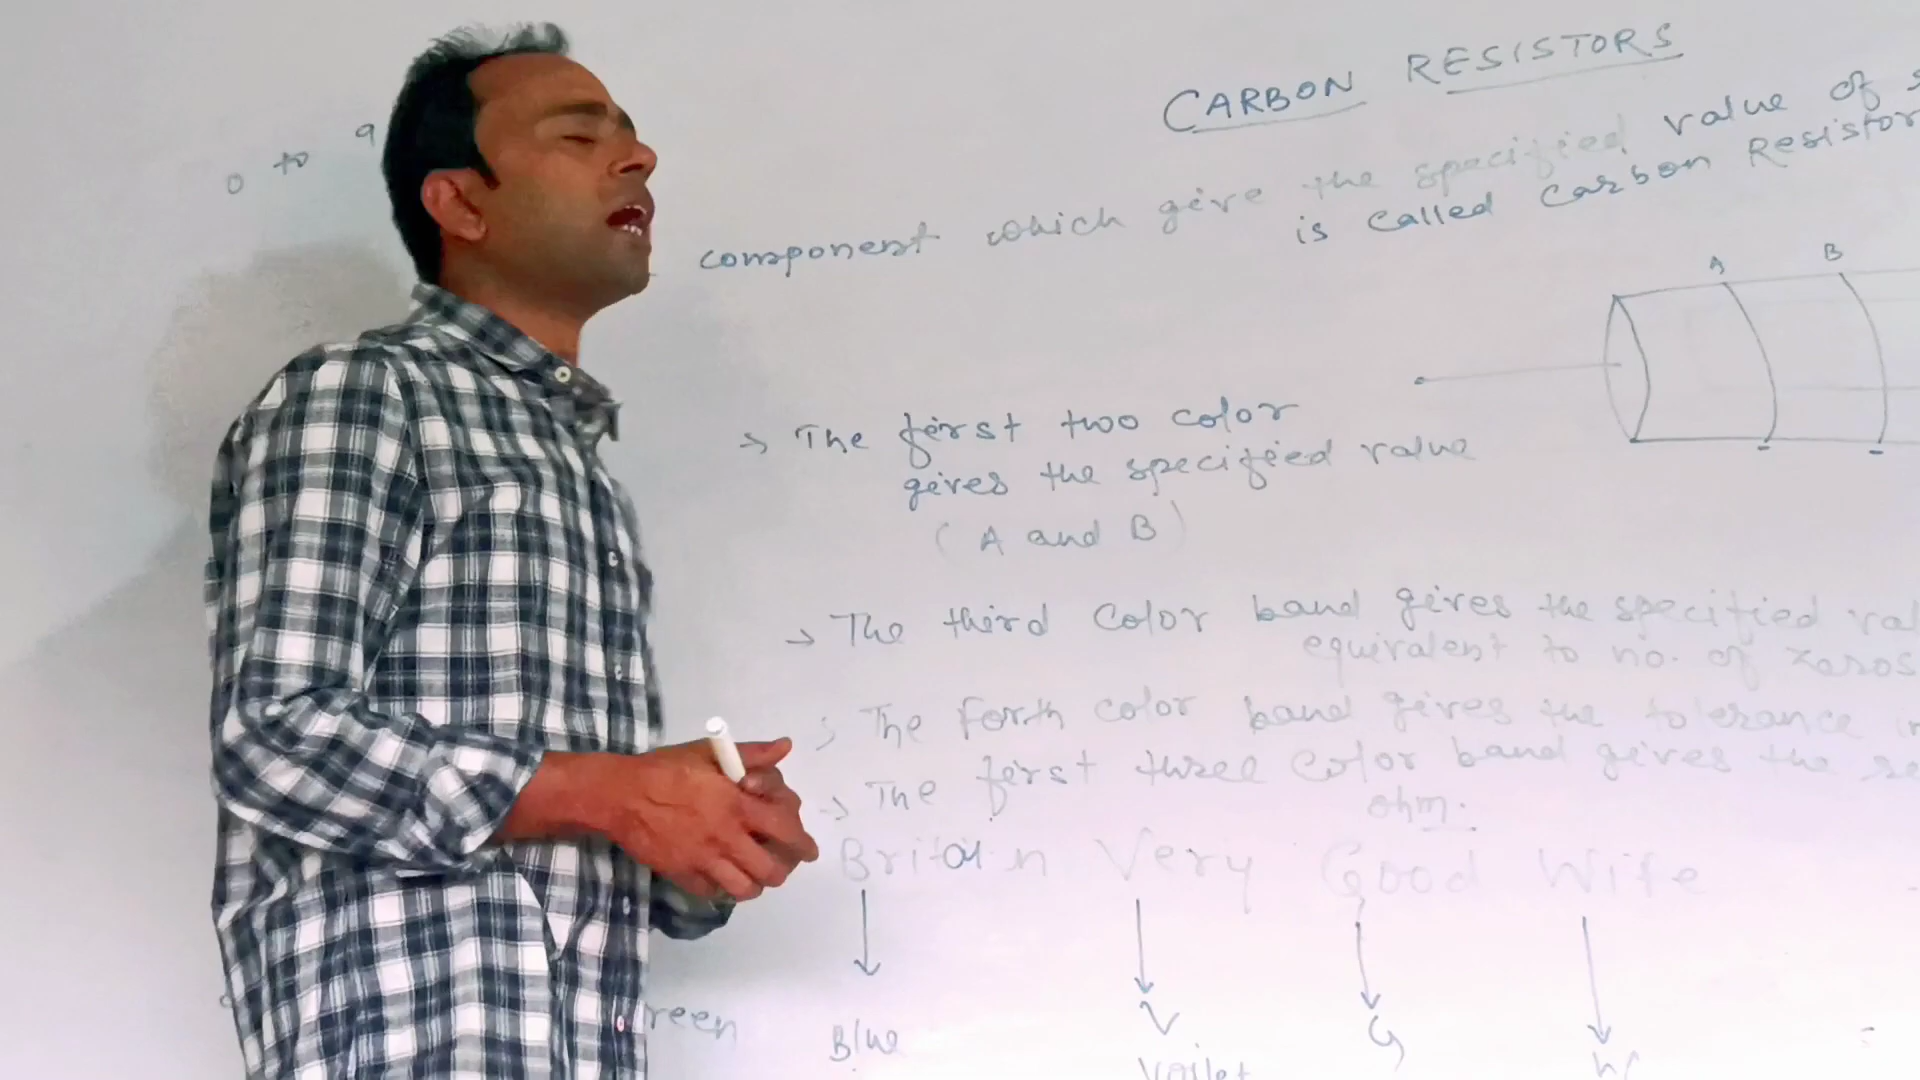 CARBON RESISTORS
0 to 9
component which give the specified value of
is called Carbon Resistor
A B
→ The first two color
gives the specified value
(A and B)
→ The third Color band gives the specified val
equivalent to no. of zeros
→ The Forth color band gives the tolerance in
→ The first three color band gives the re
ohm.
Britain Very Good Wife
reen Blue V G W
Voilet